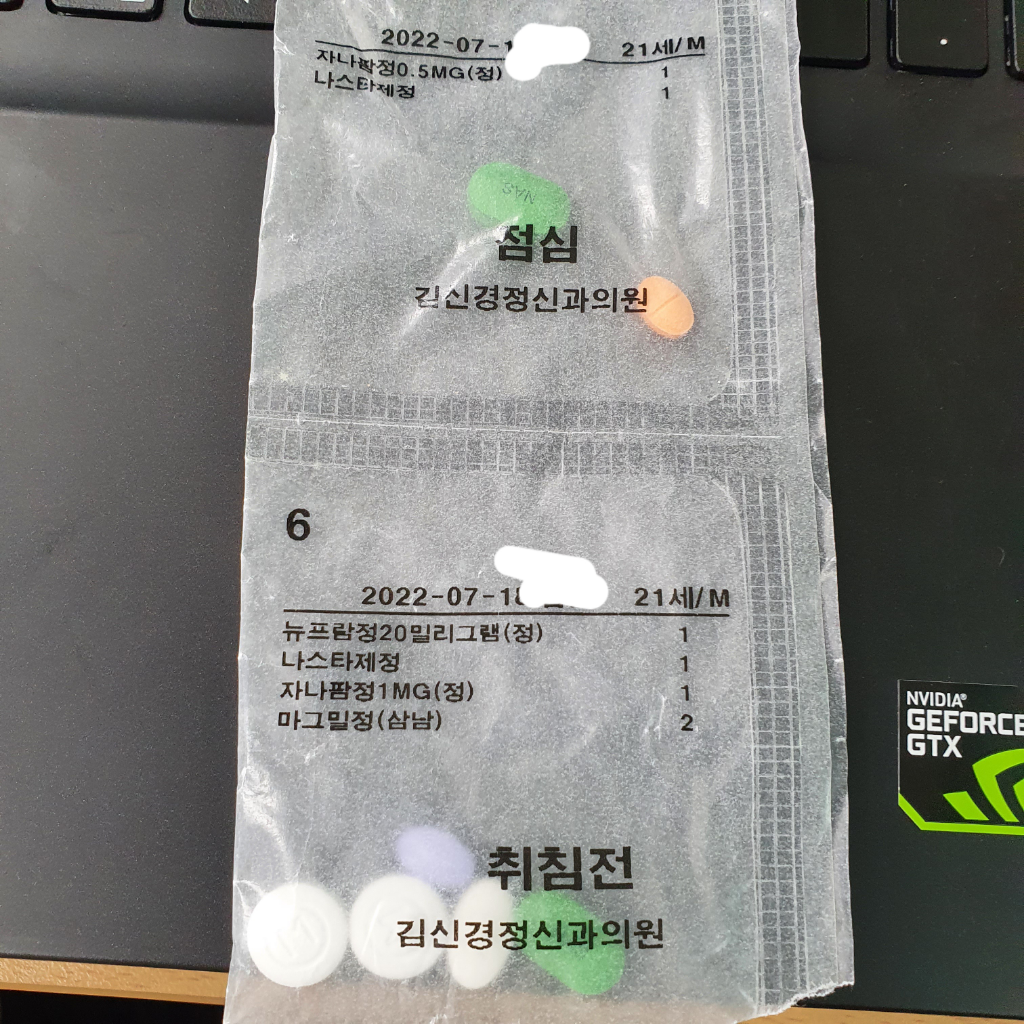 2022-07-1 21세/M
자나팜정0.5MG(정) 1
나스타제정 1
NAS
점심
김신경정신과의원
6
2022-07-18 21세/M
뉴프람정20밀리그램(정) 1
나스타제정 1
자나팜정1MG(정) 1
마그밀정(삼남) 2
취침전
김신경정신과의원
NVIDIA®
GEFORCE
GTX